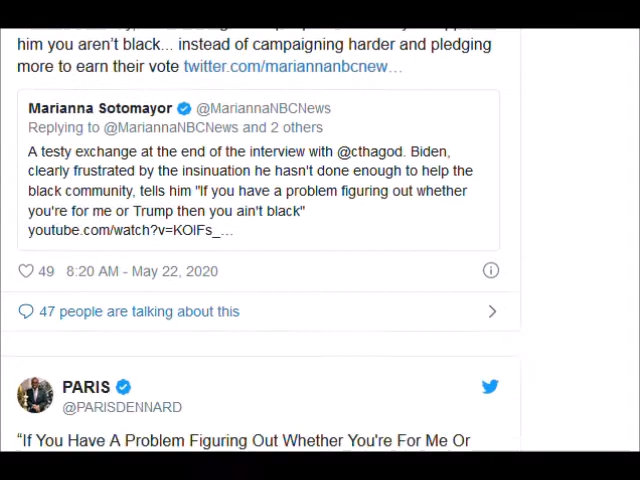 him you aren't black... instead of campaigning harder and pledging
more to earn their vote twitter.com/mariannanbcnew…
Marianna Sotomayor @MariannaNBCNews
Replying to @MariannaNBCNews and 2 others
A testy exchange at the end of the interview with @cthagod. Biden,
clearly frustrated by the insinuation he hasn't done enough to help the
black community, tells him "If you have a problem figuring out whether
you're for me or Trump then you ain't black"
youtube.com/watch?v=KOIFs_…
49 8:20 AM - May 22, 2020
47 people are talking about this
PARIS
@PARISDENNARD
“If You Have A Problem Figuring Out Whether You're For Me Or